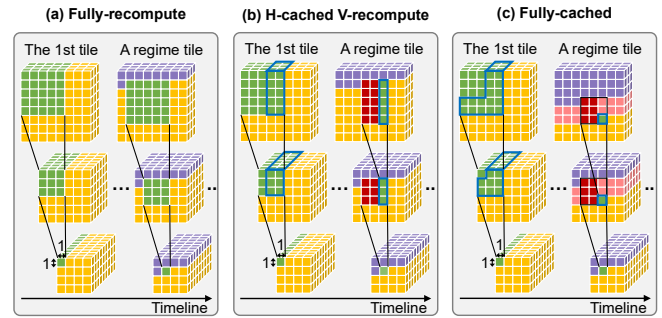 (a) Fully-recompute
(b) H-cached V-recompute
(c) Fully-cached
The 1st tile
A regime tile
The 1st tile
A regime tile
The 1st tile
A regime tile
...
..
...
..
...
..
1
1
1
1
1
1
Timeline
Timeline
Timeline